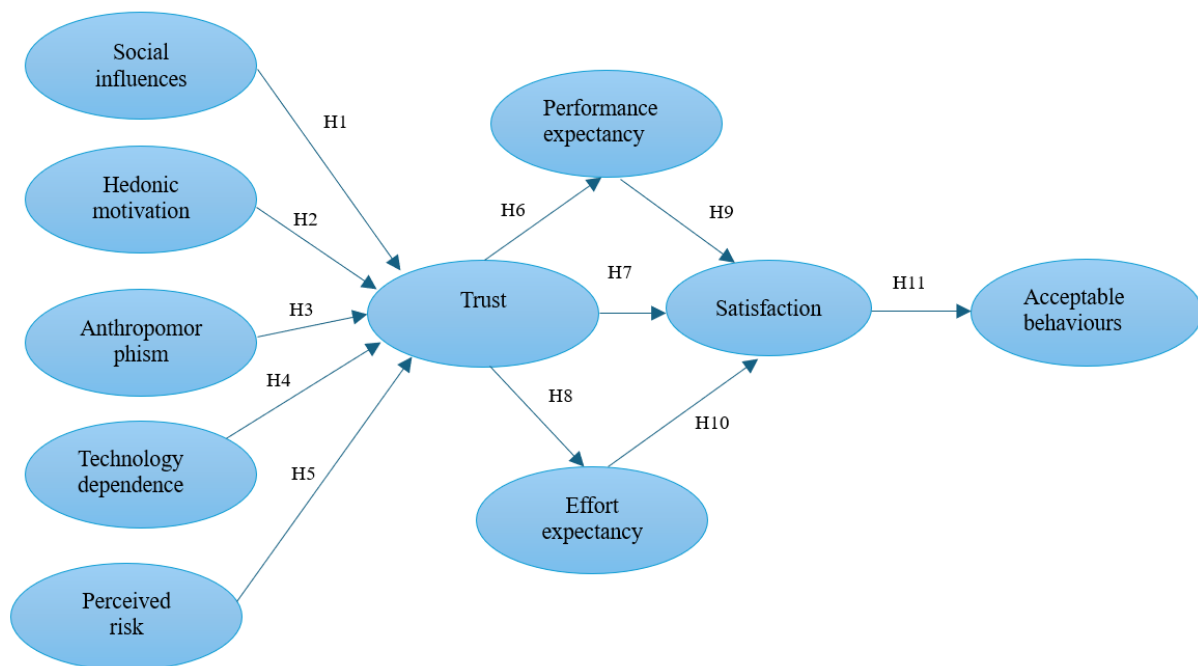 Social
influences
H1
Hedonic
motivation
H2
Anthropomor
phism
H3
Technology
dependence
H4
Perceived
risk
H5
Trust
Performance
expectancy
H6
H7
H8
Effort
expectancy
H9
H10
Satisfaction
H11
Acceptable
behaviours